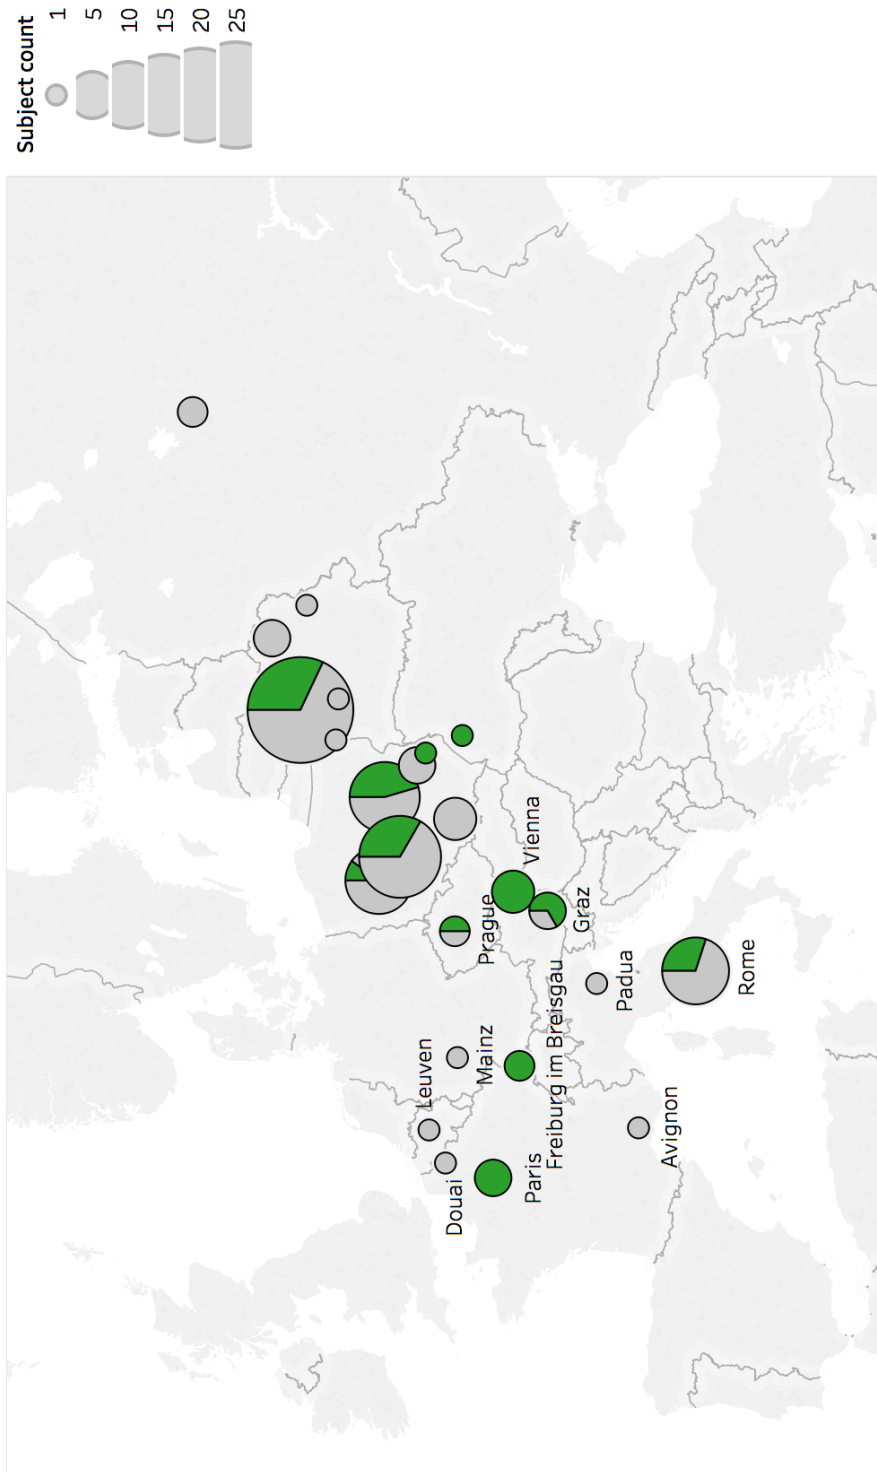 Subject count
1
5
10
15
20
25
Vienna
Prague
Graz
Padua
Rome
Leuven
Mainz
Freiburg im Breisgau
Douai
Paris
Avignon